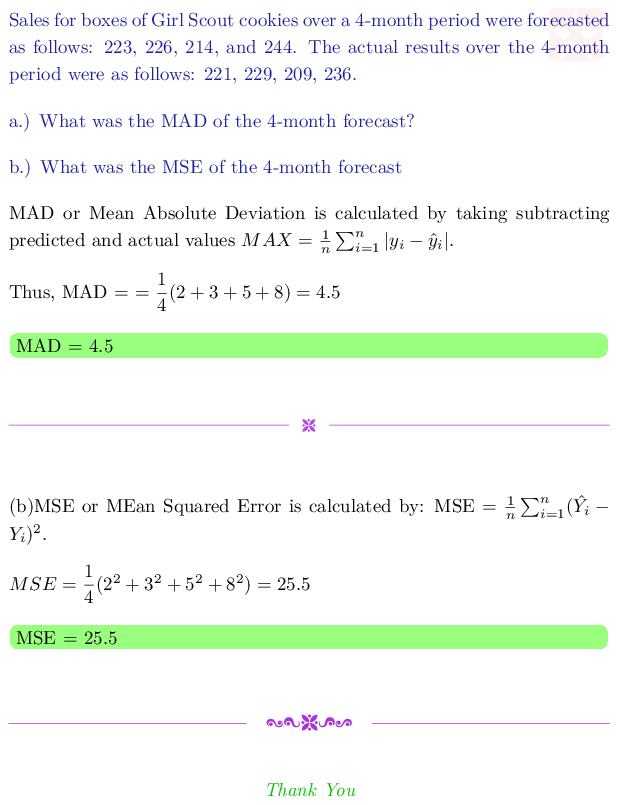 Sales for boxes of Girl Scout cookies over a 4-month period were forecasted
as follows: 223, 226, 214, and 244. The actual results over the 4-month
period were as follows: 221, 229, 209, 236.
a.) What was the MAD of the 4-month forecast?
b.) What was the MSE of the 4-month forecast
MAD or Mean Absolute Deviation is calculated by taking subtracting
predicted and actual values $MAX = \frac{1}{n}\sum_{i=1}^{n}|y_i - \hat{y}_i|$.
Thus, MAD = $= \frac{1}{4}(2 + 3 + 5 + 8) = 4.5$
MAD = 4.5
(b)MSE or MEan Squared Error is calculated by: MSE = $\frac{1}{n}\sum_{i=1}^{n}(\hat{Y}_i -$
$Y_i)^2$.
$MSE = \frac{1}{4}(2^2 + 3^2 + 5^2 + 8^2) = 25.5$
MSE = 25.5
Thank You